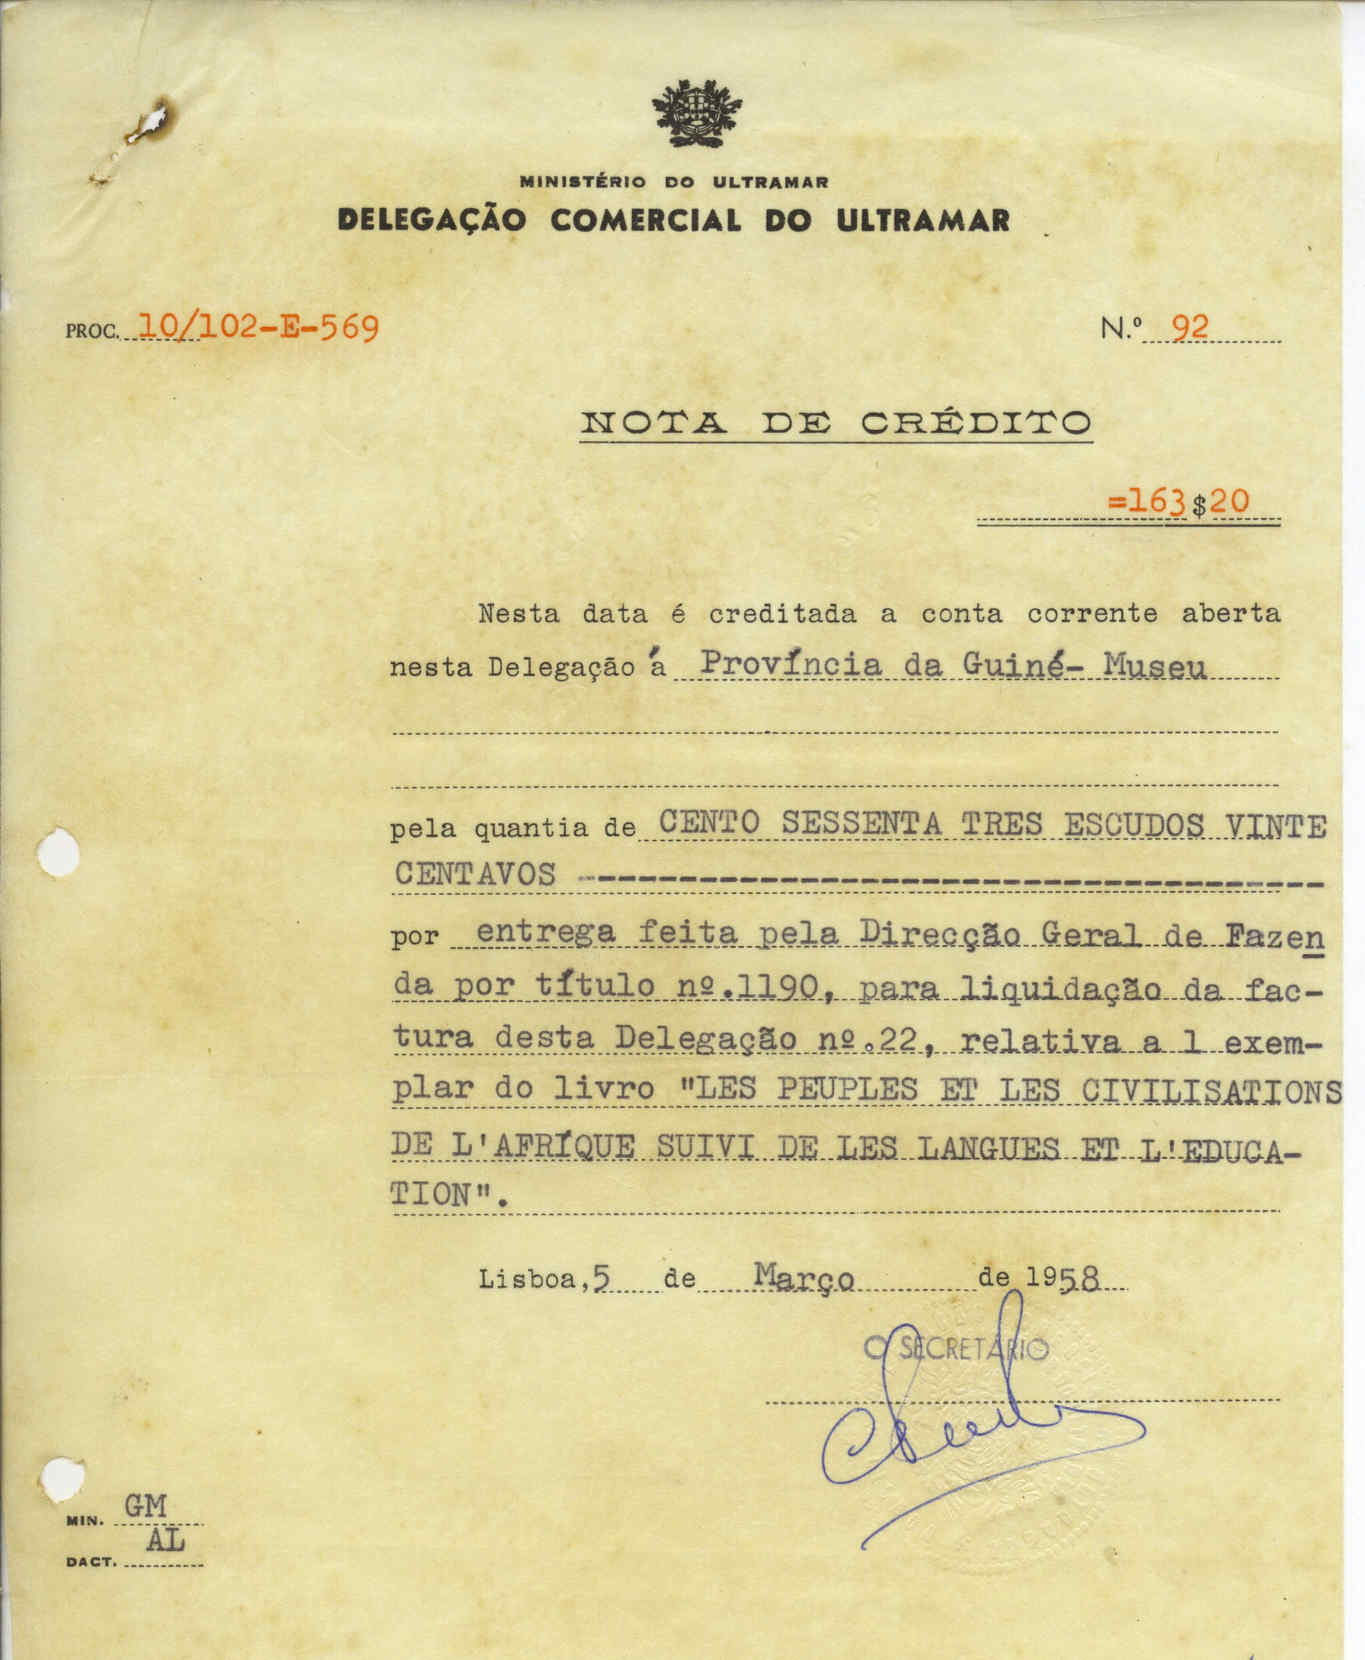 MINISTÉRIO DO ULTRAMAR
DELEGAÇÃO COMERCIAL DO ULTRAMAR
PROC. 10/102-E-569
N.º 92
NOTA DE CRÉDITO
=163$20
Nesta data é creditada a conta corrente aberta
nesta Delegação á Província da Guiné- Museu
pela quantia de CENTO SESSENTA TRES ESCUDOS VINTE
CENTAVOS -------------------------------------
por entrega feita pela Direcção Geral de Fazen
da por título nº.1190, para liquidação da fac-
tura desta Delegação nº.22, relativa a 1 exem-
plar do livro "LES PEUPLES ET LES CIVILISATIONS
DE L'AFRÍQUE SUIVI DE LES LANGUES ET L'EDUCA-
TION".
Lisboa, 5 de Março de 1958
O SECRETÁRIO
MIN. GM
DACT. AL